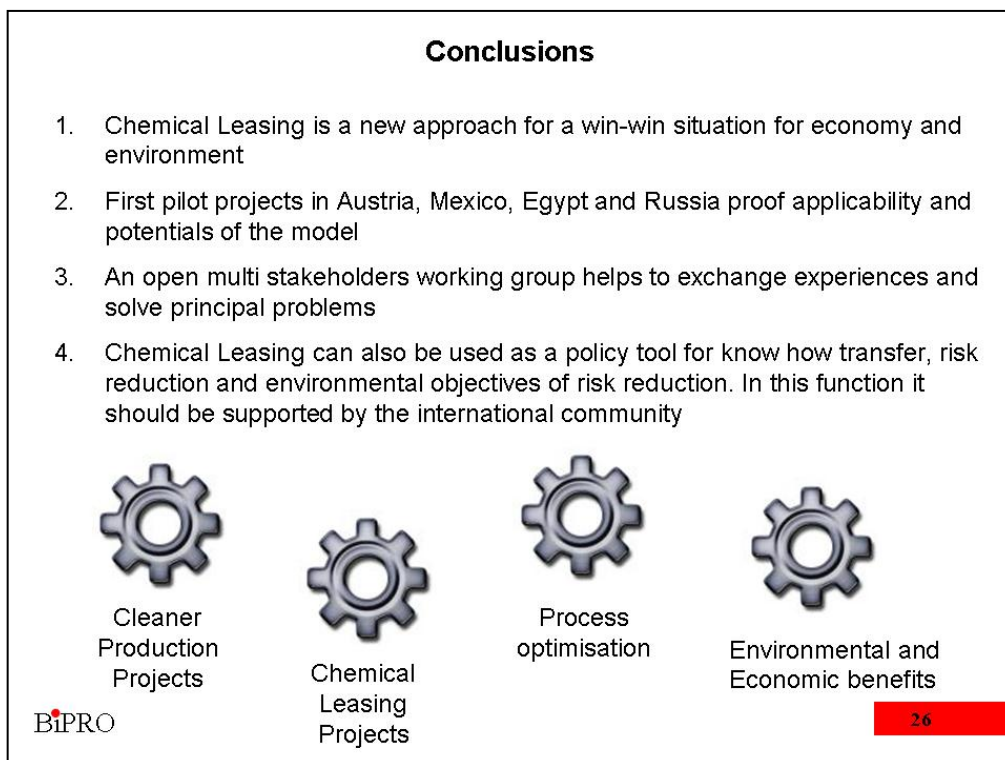 Conclusions
1. Chemical Leasing is a new approach for a win-win situation for economy and
environment
2. First pilot projects in Austria, Mexico, Egypt and Russia proof applicability and
potentials of the model
3. An open multi stakeholders working group helps to exchange experiences and
solve principal problems
4. Chemical Leasing can also be used as a policy tool for know how transfer, risk
reduction and environmental objectives of risk reduction. In this function it
should be supported by the international community
Cleaner
Production
Projects
Chemical
Leasing
Projects
Process
optimisation
Environmental and
Economic benefits
BiPRO
26